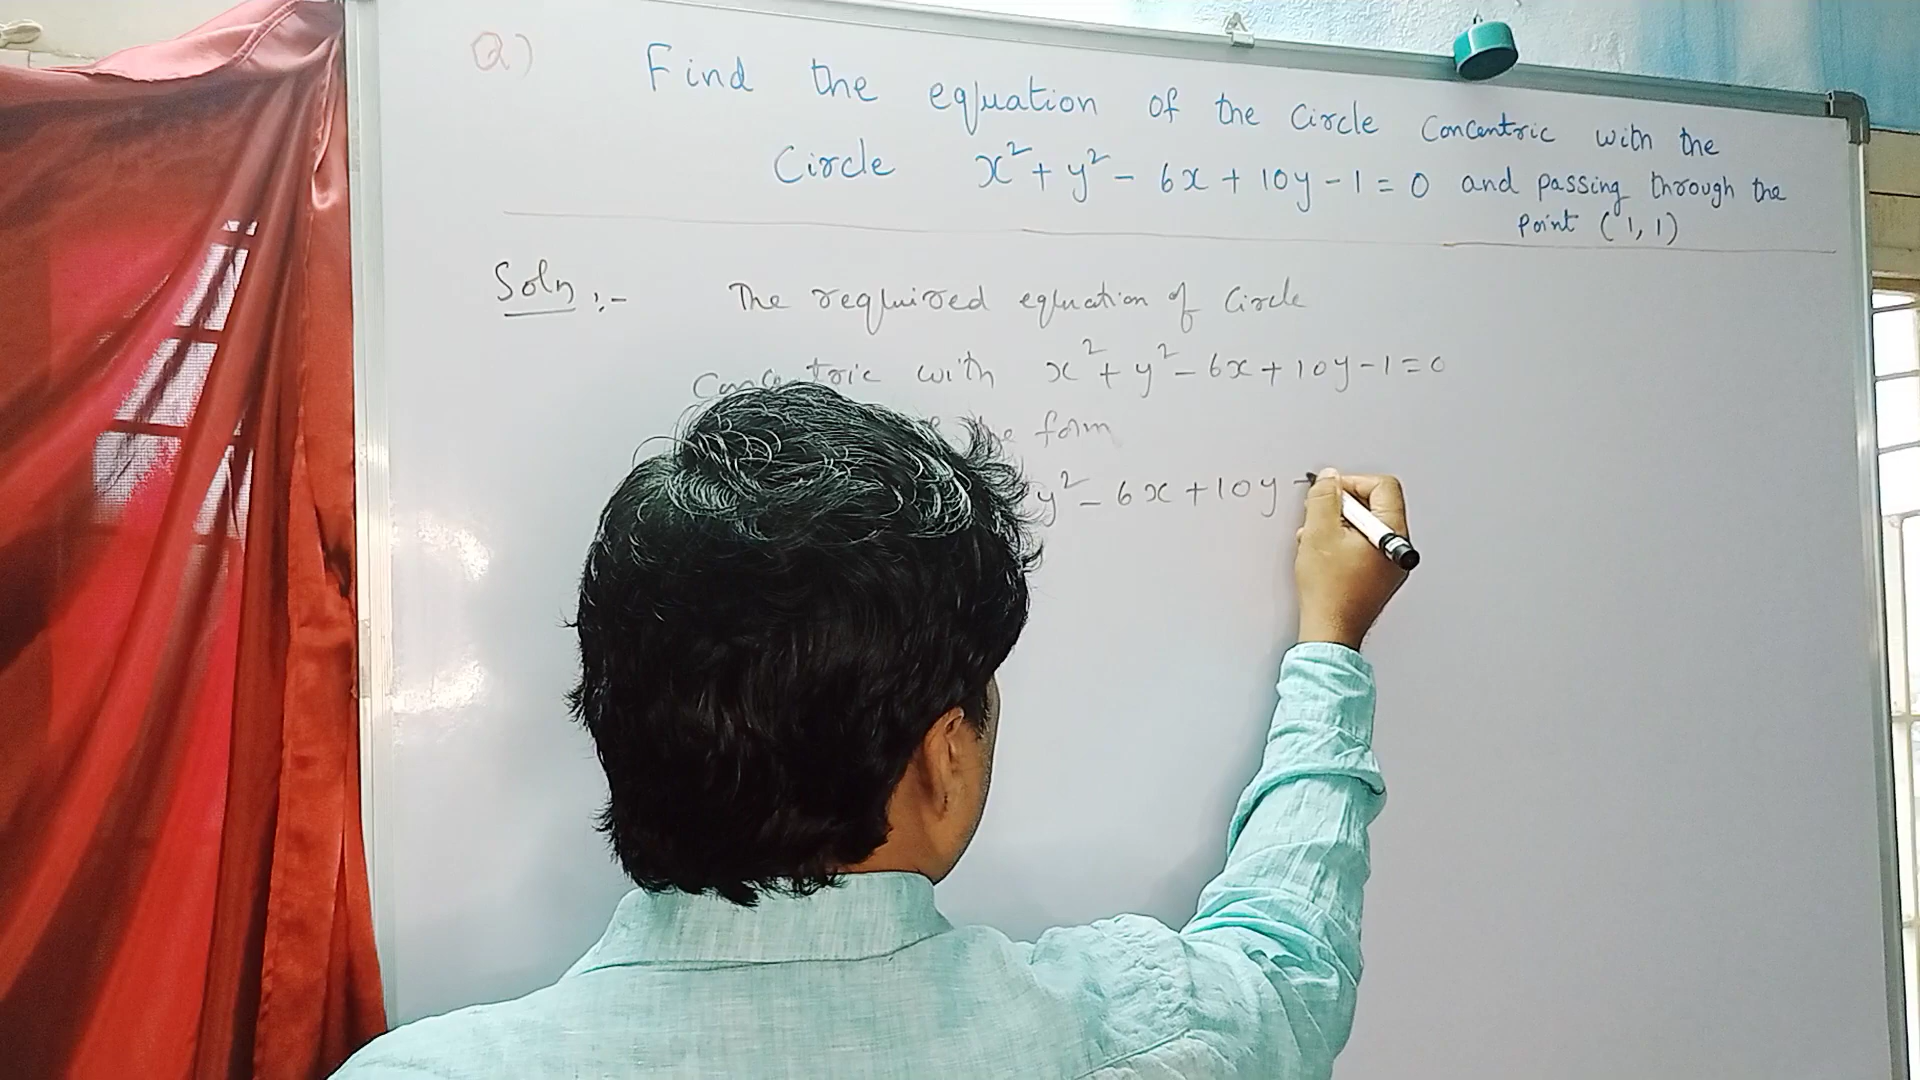 Q) Find the equation of the Circle Concentric with the
Circle x² + y² - 6x + 10y - 1 = 0 and passing through the
Point (1, 1)
Soln :- The required equation of Circle
with x² + y² - 6x + 10y - 1 = 0
form
y² - 6x + 10y